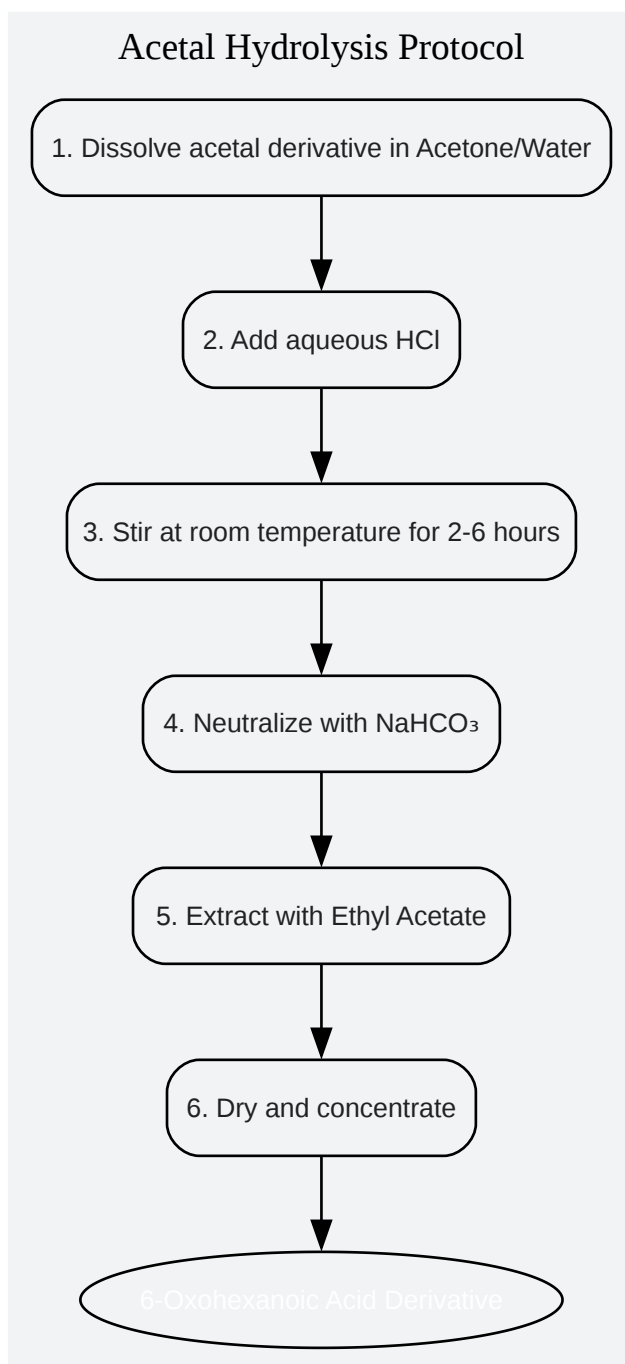 Acetal Hydrolysis Protocol
1. Dissolve acetal derivative in Acetone/Water
2. Add aqueous HCl
3. Stir at room temperature for 2-6 hours
4. Neutralize with NaHCO₃
5. Extract with Ethyl Acetate
6. Dry and concentrate
6-Oxohexanoic Acid Derivative